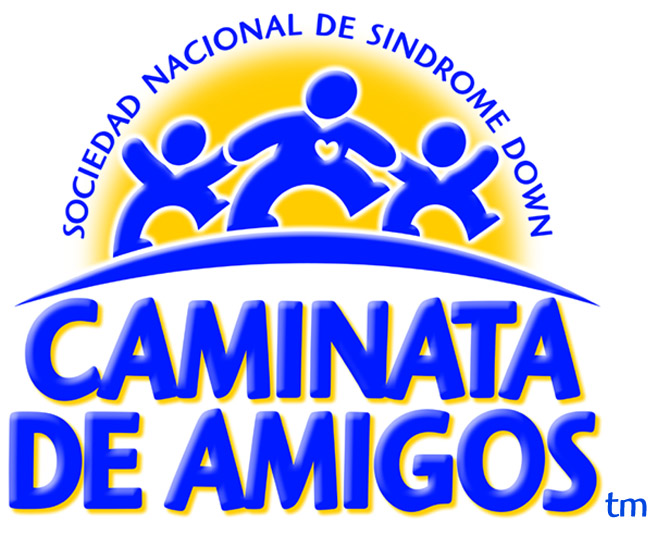 SOCIEDAD NACIONAL DE SINDROME DOWN
CAMINATA
DE AMIGOS tm